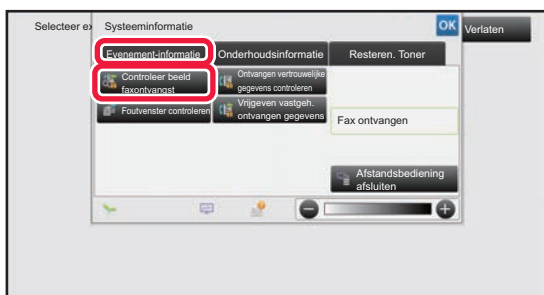 Selecteer ex
Systeeminformatie
OK
Verlaten
Evenement-informatie
Onderhoudsinformatie
Resteren. Toner
Controleer beeld
faxontvangst
Ontvangen vertrouwelijke
gegevens controleren
Foutvenster controleren
Vrijgeven vastgeh.
ontvangen gegevens
Fax ontvangen
Afstandsbediening
afsluiten